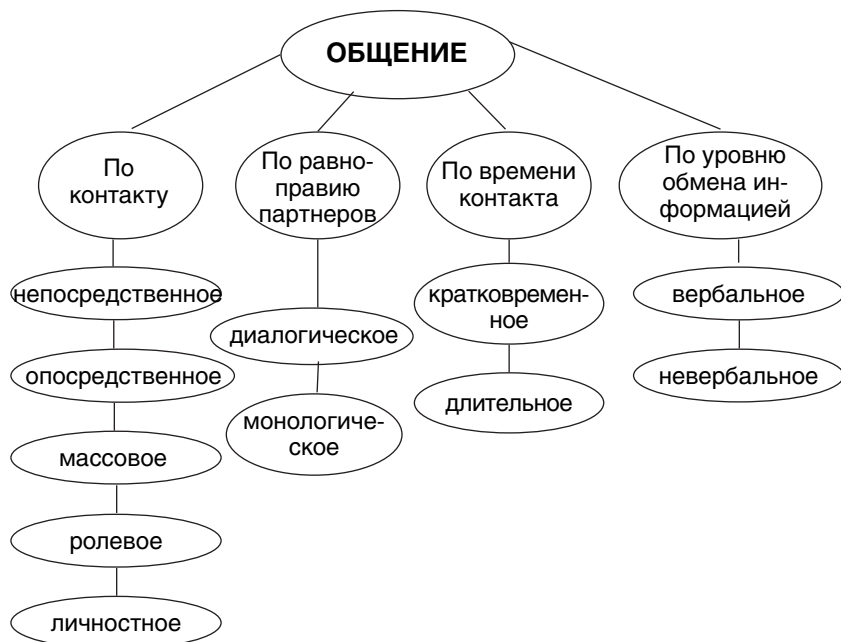 ОБЩЕНИЕ
По
контакту
По равно-
правию
партнеров
По времени
контакта
По уровню
обмена ин-
формацией
непосредственное
опосредственное
массовое
ролевое
личностное
диалогическое
монологиче-
ское
кратковремен-
ное
длительное
вербальное
невербальное